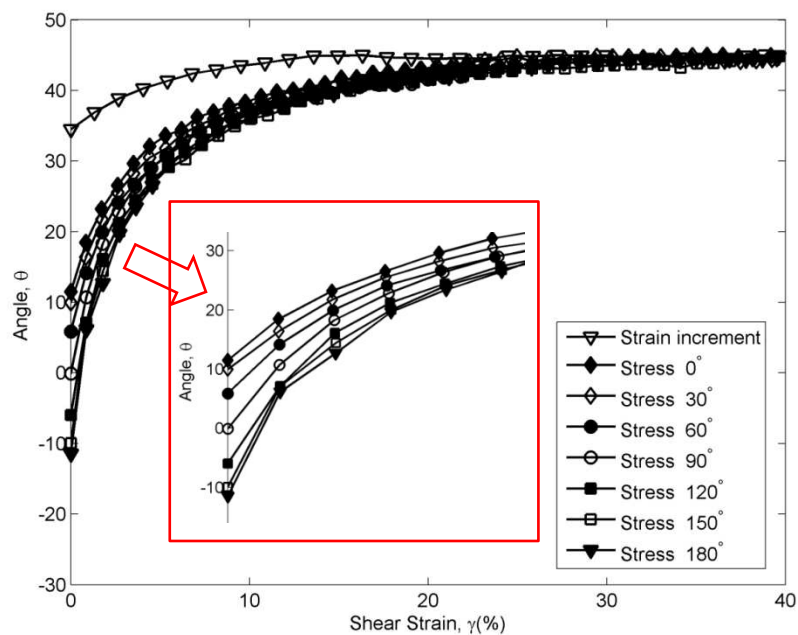 50
40
30
20
10
0
-10
-20
-30
Angle, θ
0
10
20
30
40
Shear Strain, γ(%)
30
20
10
0
-10
Angle, θ
Strain increment
Stress 0°
Stress 30°
Stress 60°
Stress 90°
Stress 120°
Stress 150°
Stress 180°